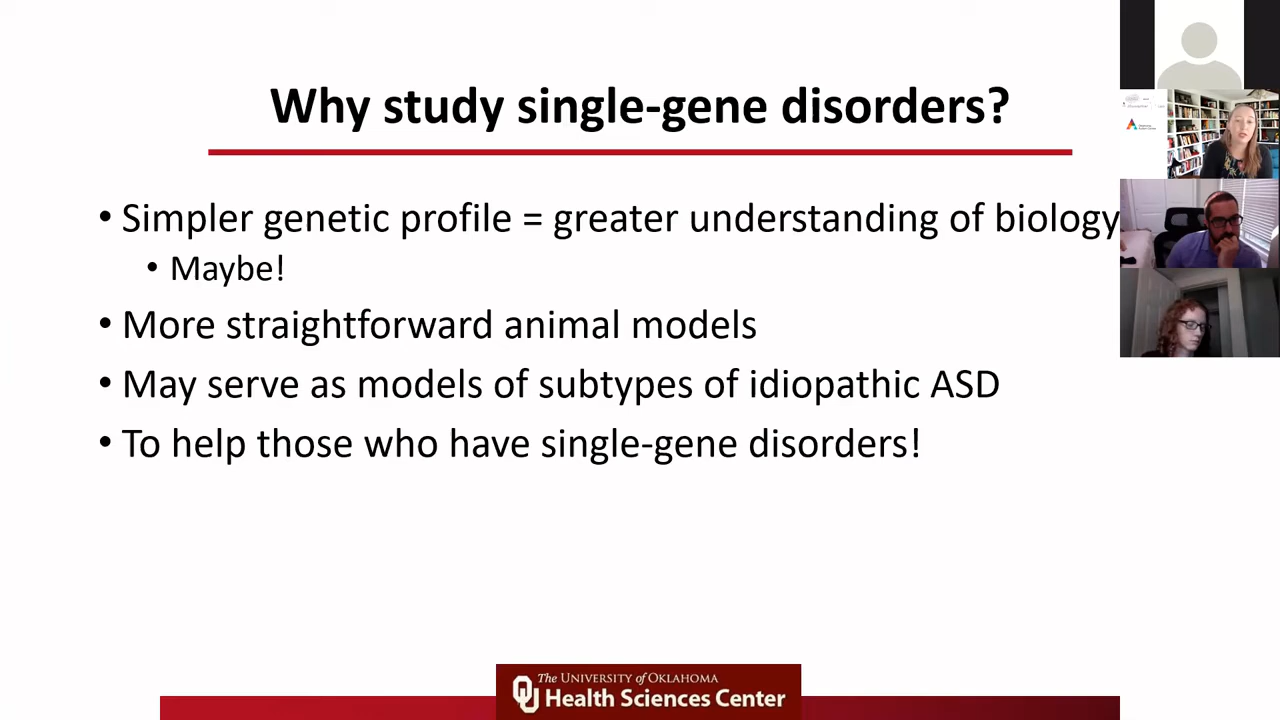 Why study single-gene disorders?
• Simpler genetic profile = greater understanding of biology
• Maybe!
• More straightforward animal models
• May serve as models of subtypes of idiopathic ASD
• To help those who have single-gene disorders!
The UNIVERSITY of OKLAHOMA
Health Sciences Center